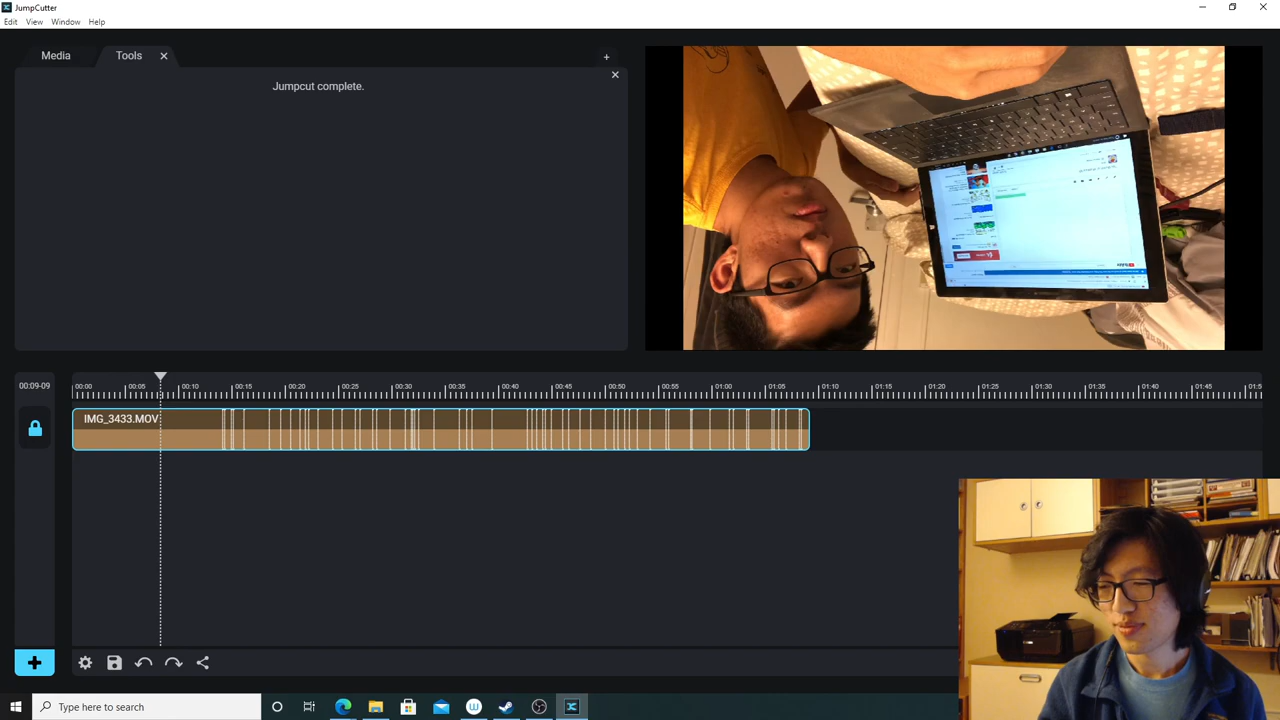 JumpCutter
Edit View Window Help
Media Tools
Jumpcut complete.
00:09-09
00:00 00:05 00:10 00:15 00:20 00:25 00:30 00:35 00:40 00:45 00:50 00:55 01:00 01:05 01:10 01:15 01:20 01:25 01:30 01:35 01:40 01:45
IMG_3433.MOV
Type here to search